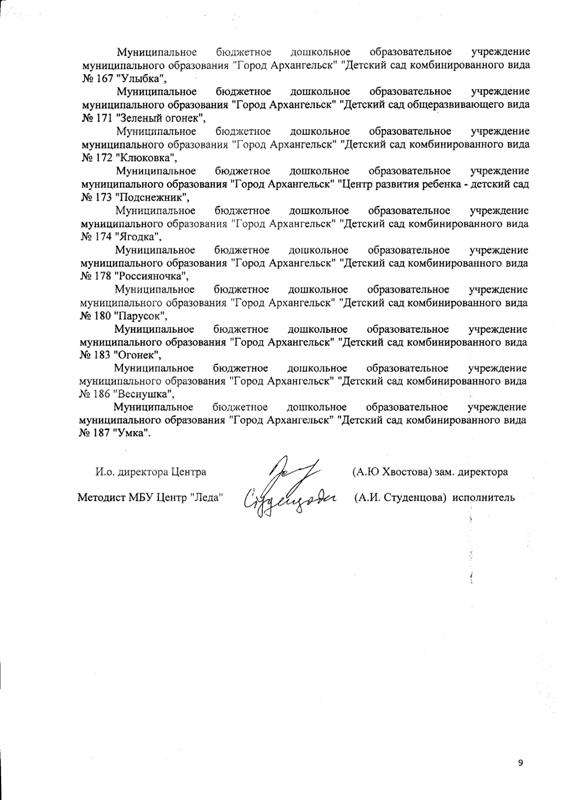 Муниципальное бюджетное дошкольное образовательное учреждение
муниципального образования "Город Архангельск" "Детский сад комбинированного вида
№ 167 "Улыбка",
Муниципальное бюджетное дошкольное образовательное учреждение
муниципального образования "Город Архангельск" "Детский сад общеразвивающего вида
№ 171 "Зеленый огонек",
Муниципальное бюджетное дошкольное образовательное учреждение
муниципального образования "Город Архангельск" "Детский сад комбинированного вида
№ 172 "Клюковка",
Муниципальное бюджетное дошкольное образовательное учреждение
муниципального образования "Город Архангельск" "Центр развития ребенка - детский сад
№ 173 "Подснежник",
Муниципальное бюджетное дошкольное образовательное учреждение
муниципального образования "Город Архангельск" "Детский сад комбинированного вида
№ 174 "Ягодка",
Муниципальное бюджетное дошкольное образовательное учреждение
муниципального образования "Город Архангельск" "Детский сад комбинированного вида
№ 178 "Россияночка",
Муниципальное бюджетное дошкольное образовательное учреждение
муниципального образования "Город Архангельск" "Детский сад комбинированного вида
№ 180 "Парусок",
Муниципальное бюджетное дошкольное образовательное учреждение
муниципального образования "Город Архангельск" "Детский сад комбинированного вида
№ 183 "Огонек",
Муниципальное бюджетное дошкольное образовательное учреждение
муниципального образования "Город Архангельск" "Детский сад комбинированного вида
№ 186 "Веснушка",
Муниципальное бюджетное дошкольное образовательное учреждение
муниципального образования "Город Архангельск" "Детский сад комбинированного вида
№ 187 "Умка".
И.о. директора Центра (А.Ю Хвостова) зам. директора
Методист МБУ Центр "Леда" (А.И. Студенцова) исполнитель
9